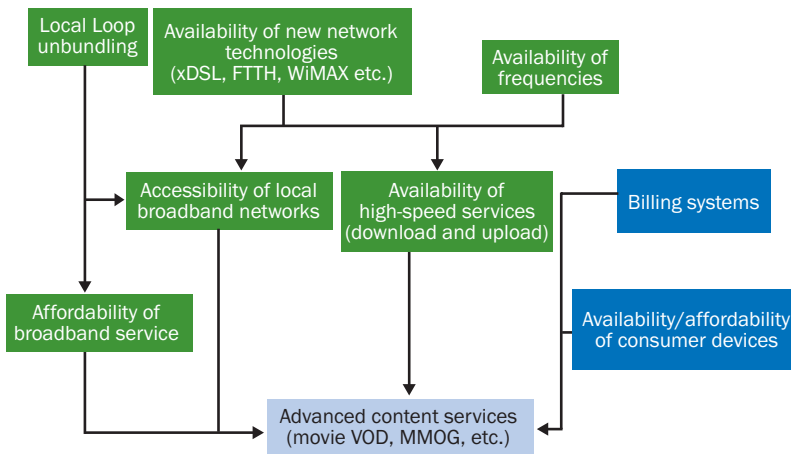 Local Loop
unbundling
Availability of new network
technologies
(xDSL, FTTH, WiMAX etc.)
Availability of
frequencies
Accessibility of local
broadband networks
Availability of
high-speed services
(download and upload)
Billing systems
Affordability of
broadband service
Availability/affordability
of consumer devices
Advanced content services
(movie VOD, MMOG, etc.)